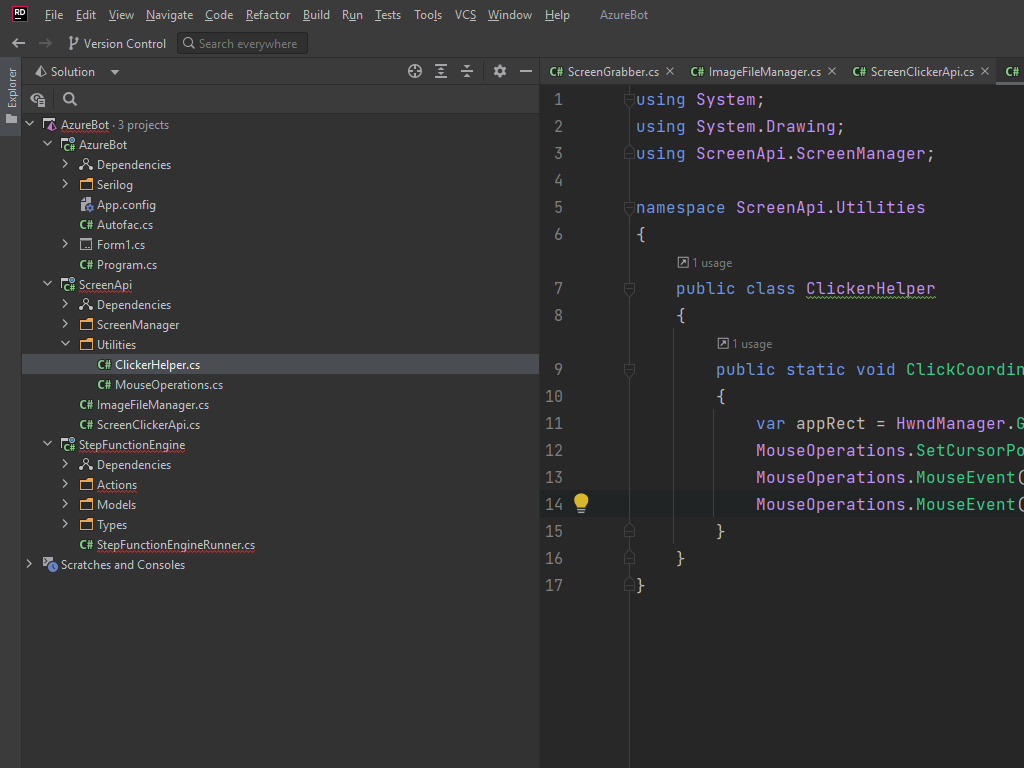 RD File Edit View Navigate Code Refactor Build Run Tests Tools VCS Window Help AzureBot
Version Control Search everywhere
Explorer
Solution
AzureBot · 3 projects
AzureBot
Dependencies
Serilog
App.config
C# Autofac.cs
Form1.cs
C# Program.cs
ScreenApi
Dependencies
ScreenManager
Utilities
C# ClickerHelper.cs
C# MouseOperations.cs
C# ImageFileManager.cs
C# ScreenClickerApi.cs
StepFunctionEngine
Dependencies
Actions
Models
Types
C# StepFunctionEngineRunner.cs
Scratches and Consoles
C# ScreenGrabber.cs C# ImageFileManager.cs C# ScreenClickerApi.cs C#
1 using System;
2 using System.Drawing;
3 using ScreenApi.ScreenManager;
4
5 namespace ScreenApi.Utilities
6 {
1 usage
7 public class ClickerHelper
8 {
1 usage
9 public static void ClickCoordin
10 {
11 var appRect = HwndManager.G
12 MouseOperations.SetCursorPo
13 MouseOperations.MouseEvent(
14 MouseOperations.MouseEvent(
15 }
16 }
17 }